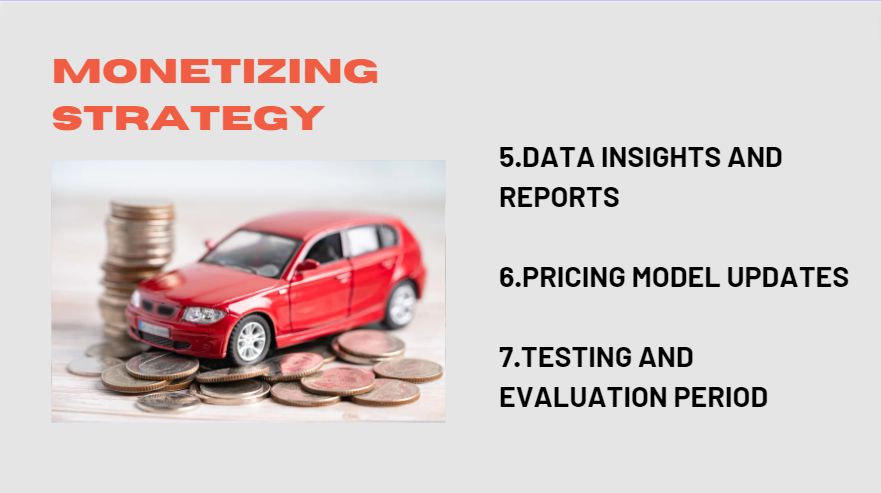 MONETIZING
STRATEGY
5.DATA INSIGHTS AND
REPORTS
6.PRICING MODEL UPDATES
7.TESTING AND
EVALUATION PERIOD